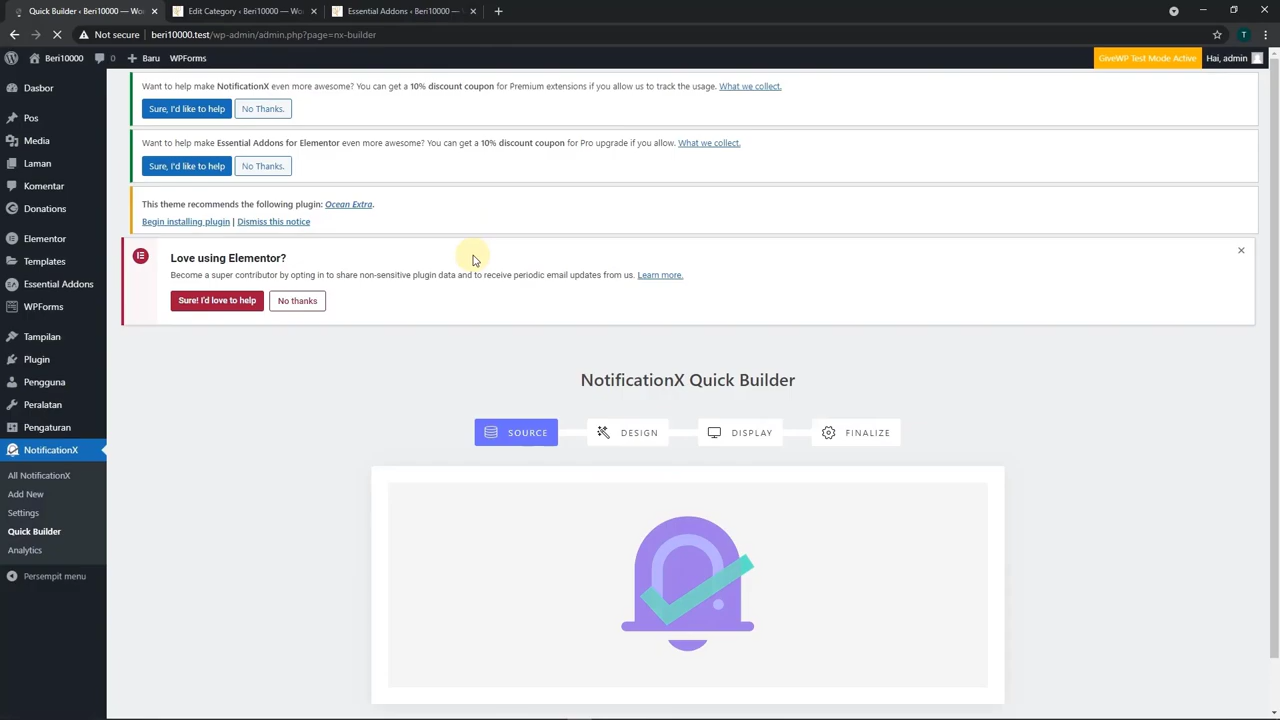 Quick Builder ‹ Beri10000 — Wo
Edit Category ‹ Beri10000 — Wor
Essential Addons ‹ Beri10000 — W
Not secure
beri10000.test/wp-admin/admin.php?page=nx-builder
T
Beri10000
0
Baru
WPForms
GiveWP Test Mode Active
Hai, admin
Dasbor
Pos
Media
Laman
Komentar
Donations
Elementor
Templates
Essential Addons
WPForms
Tampilan
Plugin
Pengguna
Peralatan
Pengaturan
NotificationX
All NotificationX
Add New
Settings
Quick Builder
Analytics
Persempit menu
Want to help make NotificationX even more awesome? You can get a 10% discount coupon for Premium extensions if you allow us to track the usage. What we collect.
Sure, I'd like to help
No Thanks.
Want to help make Essential Addons for Elementor even more awesome? You can get a 10% discount coupon for Pro upgrade if you allow. What we collect.
Sure, I'd like to help
No Thanks.
This theme recommends the following plugin: Ocean Extra.
Begin installing plugin | Dismiss this notice
Love using Elementor?
Become a super contributor by opting in to share non-sensitive plugin data and to receive periodic email updates from us. Learn more.
Sure! I'd love to help
No thanks
NotificationX Quick Builder
SOURCE
DESIGN
DISPLAY
FINALIZE